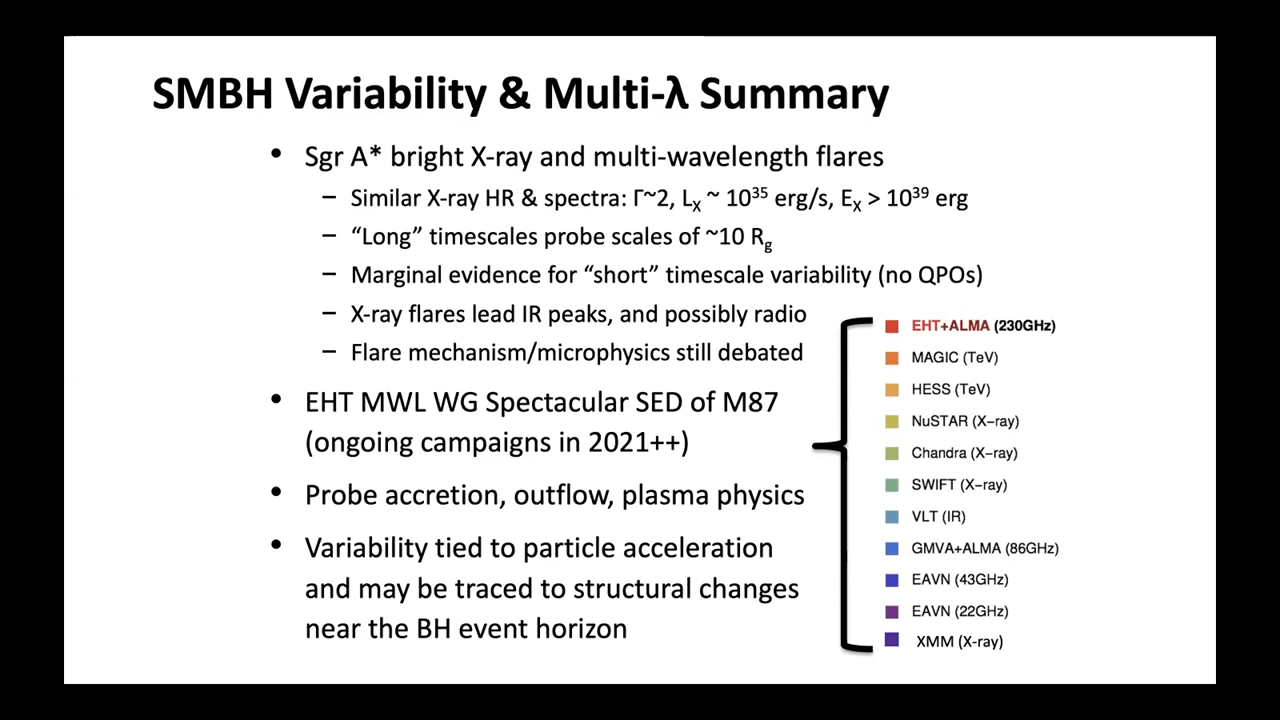 SMBH Variability & Multi-λ Summary
• Sgr A* bright X-ray and multi-wavelength flares
– Similar X-ray HR & spectra: Γ~2, Lₓ ~ 10³⁵ erg/s, Eₓ > 10³⁹ erg
– “Long” timescales probe scales of ~10 R_g
– Marginal evidence for “short” timescale variability (no QPOs)
– X-ray flares lead IR peaks, and possibly radio
– Flare mechanism/microphysics still debated
• EHT MWL WG Spectacular SED of M87
(ongoing campaigns in 2021++)
• Probe accretion, outflow, plasma physics
• Variability tied to particle acceleration
and may be traced to structural changes
near the BH event horizon
EHT+ALMA (230GHz)
MAGIC (TeV)
HESS (TeV)
NuSTAR (X−ray)
Chandra (X−ray)
SWIFT (X−ray)
VLT (IR)
GMVA+ALMA (86GHz)
EAVN (43GHz)
EAVN (22GHz)
XMM (X-ray)